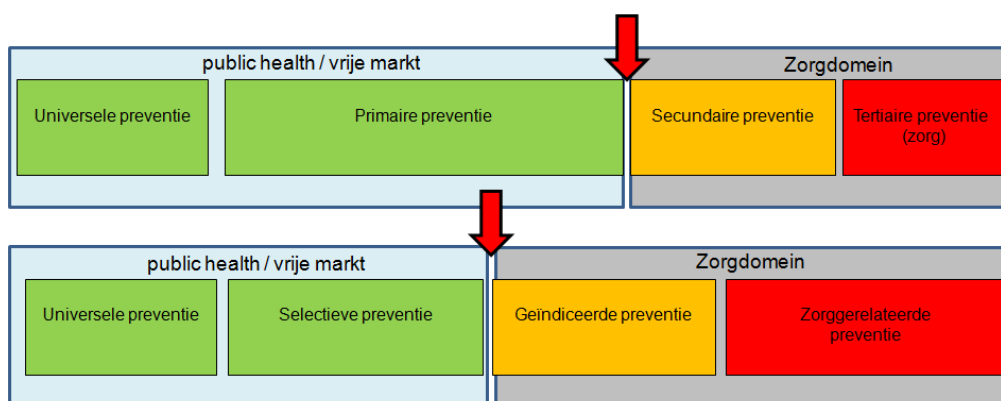 public health / vrije markt
Zorgdomein
Universele preventie
Primaire preventie
Secundaire preventie
Tertiaire preventie
(zorg)
public health / vrije markt
Zorgdomein
Universele preventie
Selectieve preventie
Geïndiceerde preventie
Zorggerelateerde
preventie